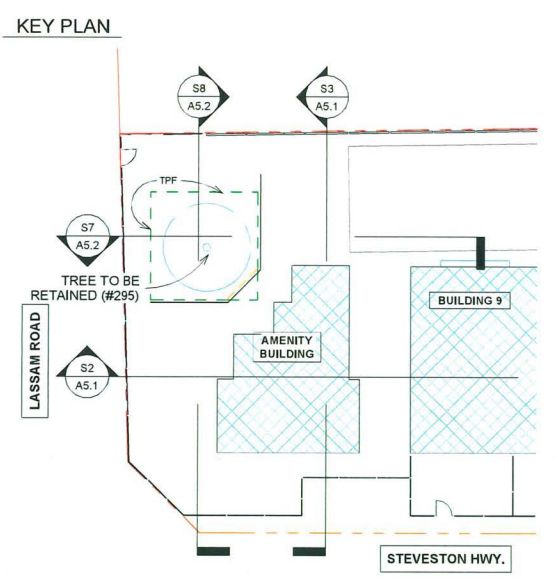 KEY PLAN
S8
A5.2
S3
A5.1
TPF
S7
A5.2
TREE TO BE
RETAINED (#295)
BUILDING 9
LASSAM ROAD
AMENITY
BUILDING
S2
A5.1
STEVESTON HWY.